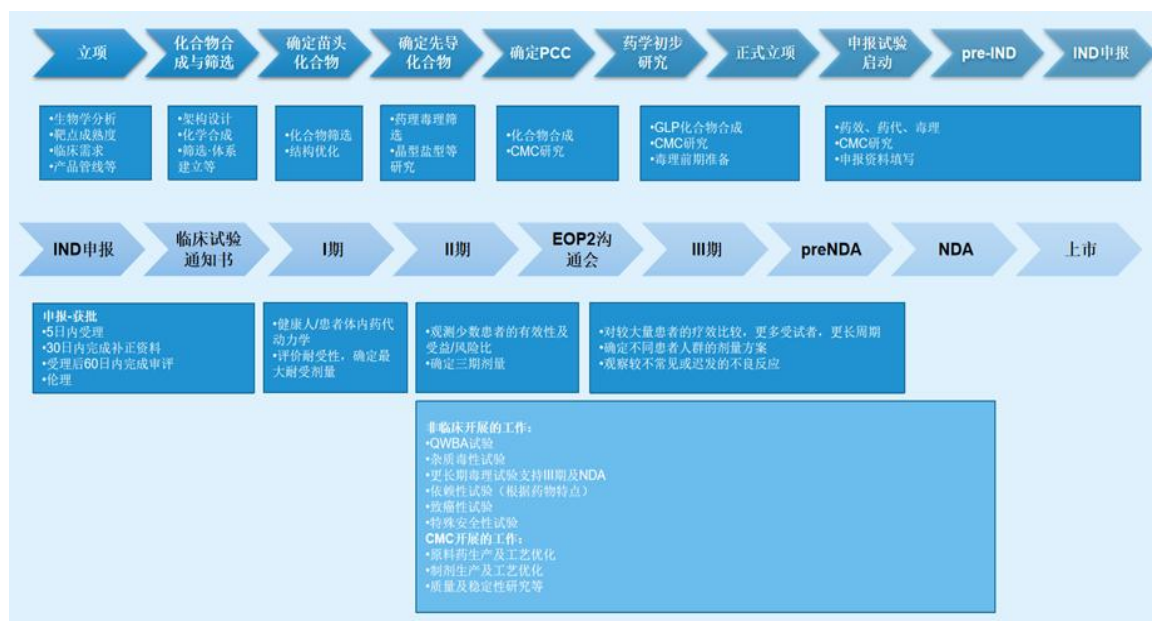 立项
化合物合
成与筛选
确定苗头
化合物
确定先导
化合物
确定PCC
药学初步
研究
正式立项
申报试验
启动
pre-IND
IND申报
•生物学分析
•靶点成熟度
•临床需求
•产品管线等
•架构设计
•化学合成
•筛选·体系
建立等
•化合物筛选
•结构优化
•药理毒理筛
选
•晶型盐型等
研究
•化合物合成
•CMC研究
•GLP化合物合成
•CMC研究
•毒理前期准备
•药效、药代、毒理
•CMC研究
•申报资料填写
IND申报
临床试验
通知书
I期
II期
EOP2沟
通会
III期
preNDA
NDA
上市
申报-获批
•5日内受理
•30日内完成补正资料
•受理后60日内完成审评
•伦理
•健康人/患者体内药代
动力学
•评价耐受性，确定最
大耐受剂量
•观测少数患者的有效性及
受益/风险比
•确定三期剂量
•对较大量患者的疗效比较，更多受试者，更长周期
•确定不同患者人群的剂量方案
•观察较不常见或迟发的不良反应
非临床开展的工作：
•QWBA试验
•杂质毒性试验
•更长期毒理试验支持III期及NDA
•依赖性试验（根据药物特点）
•致癌性试验
•特殊安全性试验
CMC开展的工作：
•原料药生产及工艺优化
•制剂生产及工艺优化
•质量及稳定性研究等